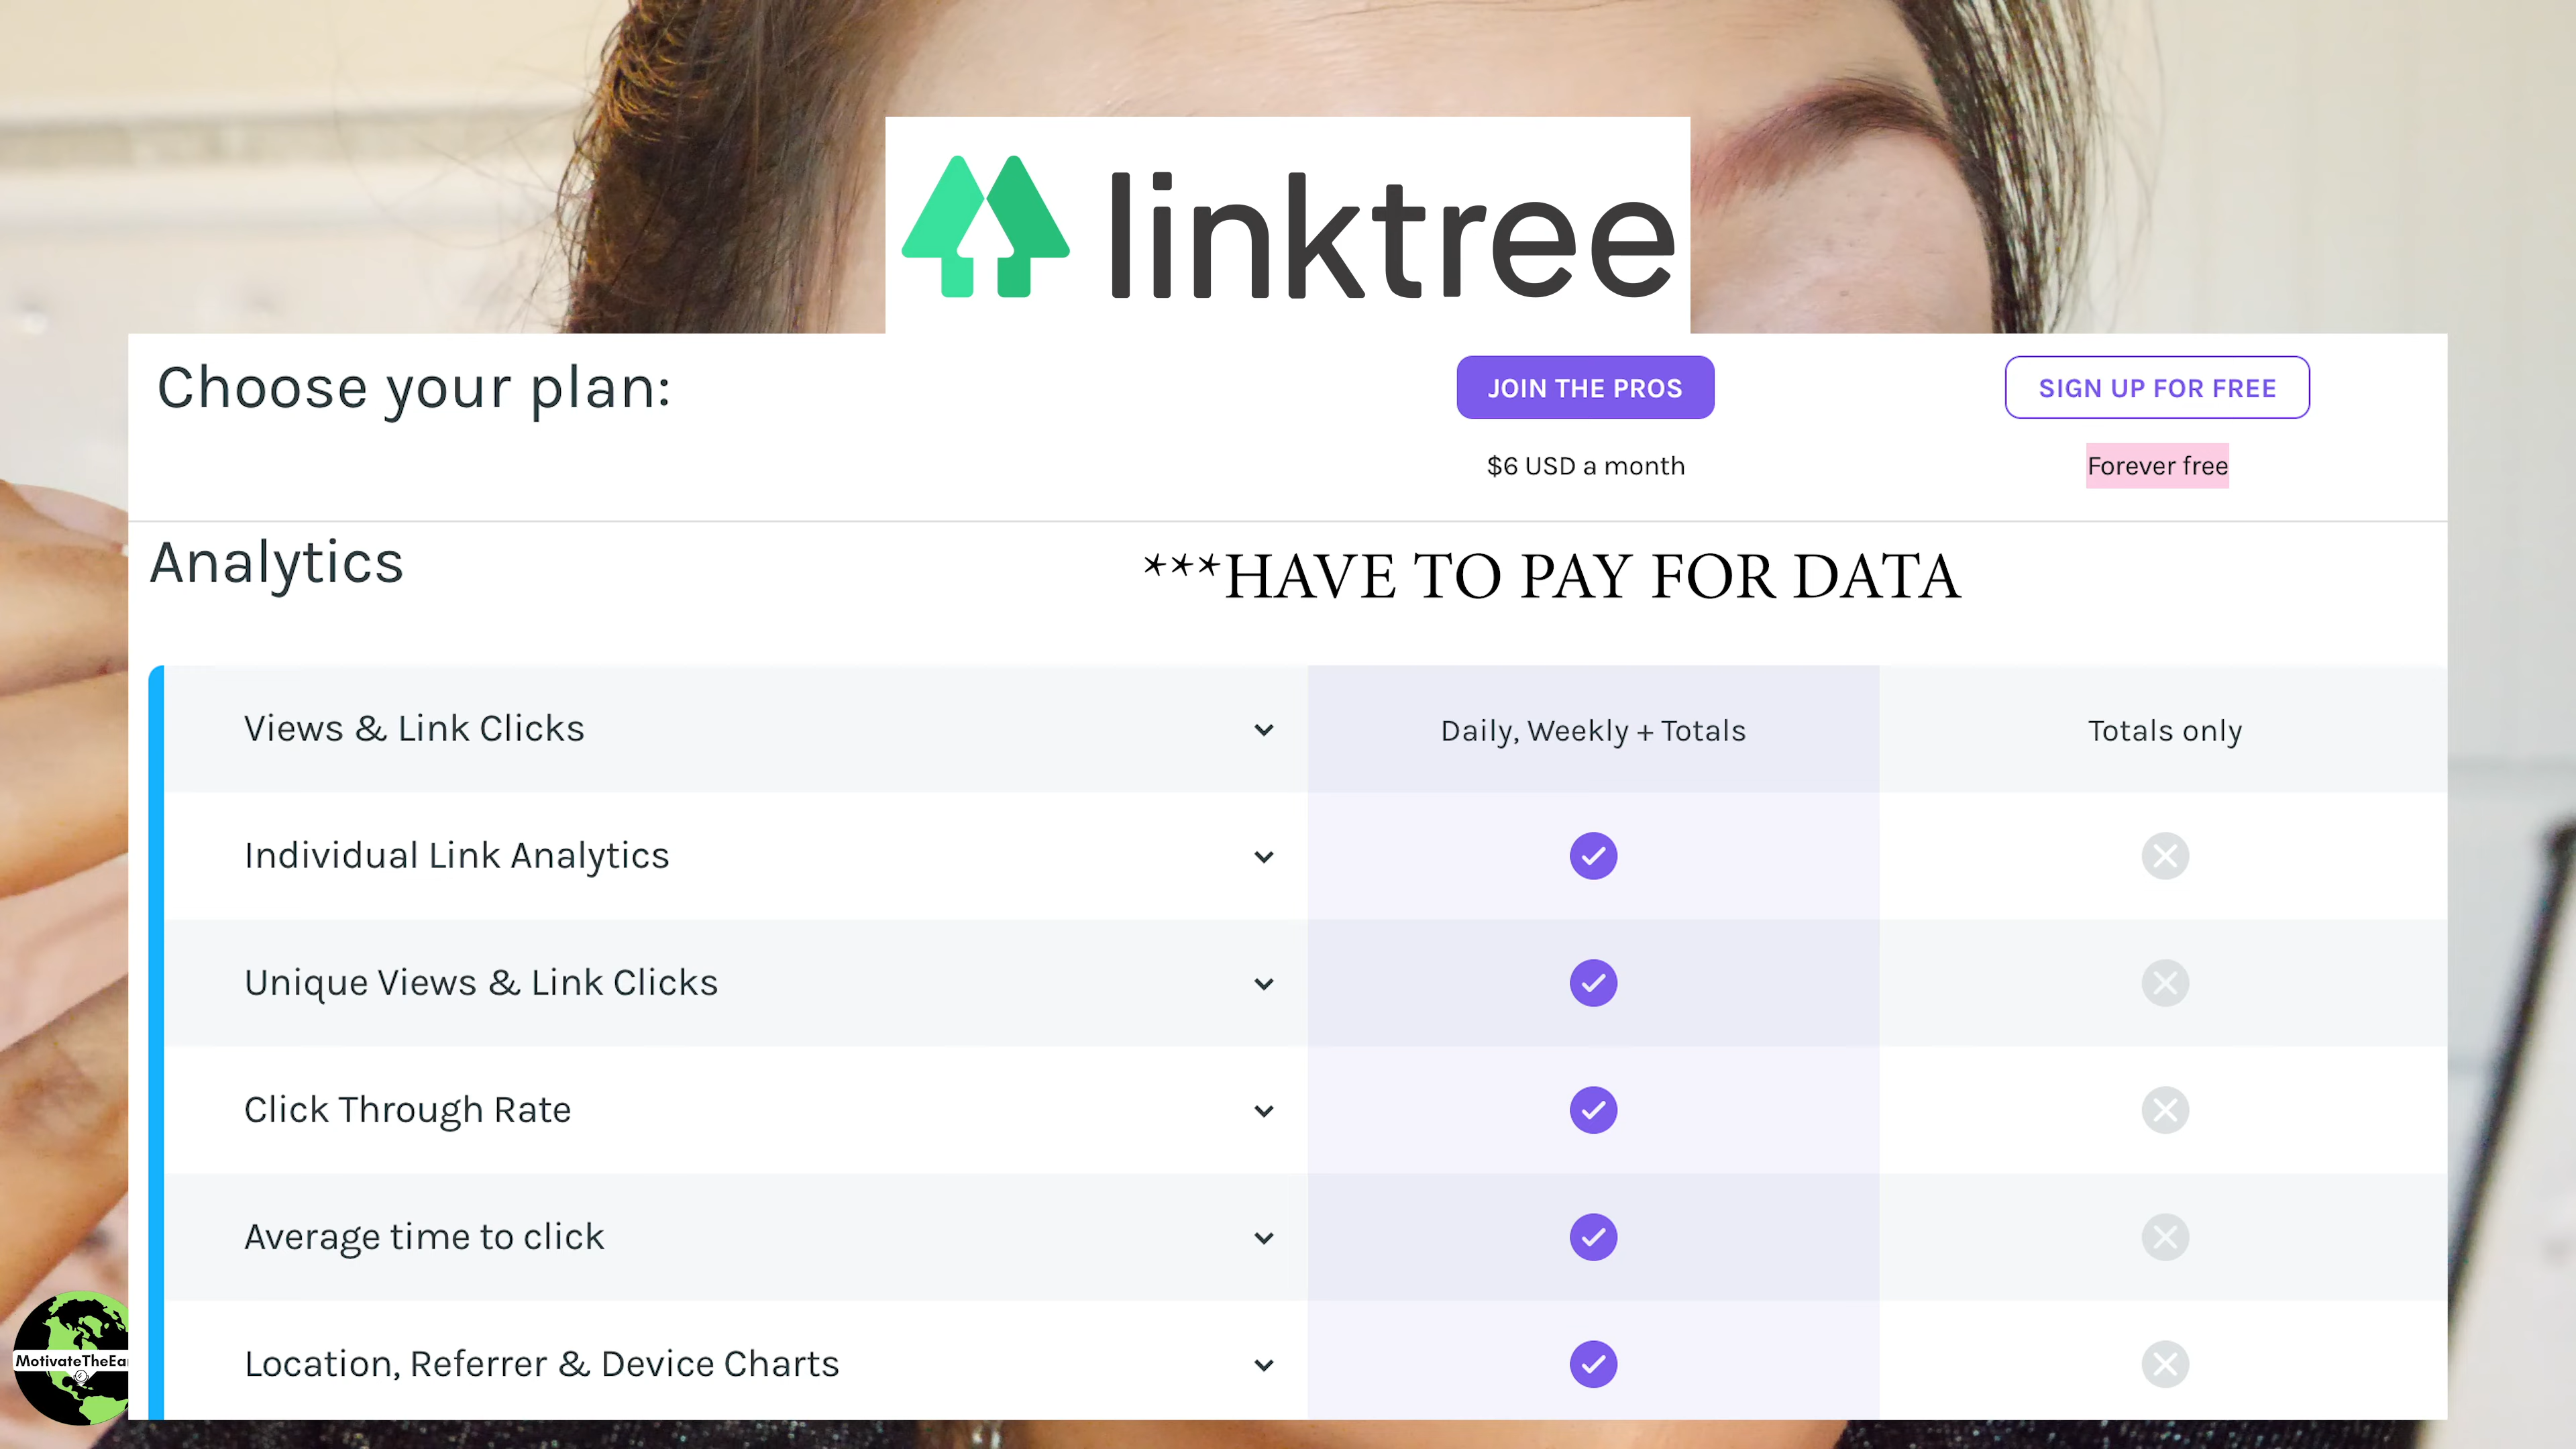 linktree
Choose your plan:
JOIN THE PROS
SIGN UP FOR FREE
$6 USD a month
Forever free
Analytics
***HAVE TO PAY FOR DATA
Views & Link Clicks
Daily, Weekly + Totals
Totals only
Individual Link Analytics
Unique Views & Link Clicks
Click Through Rate
Average time to click
Location, Referrer & Device Charts
MotivateTheEar